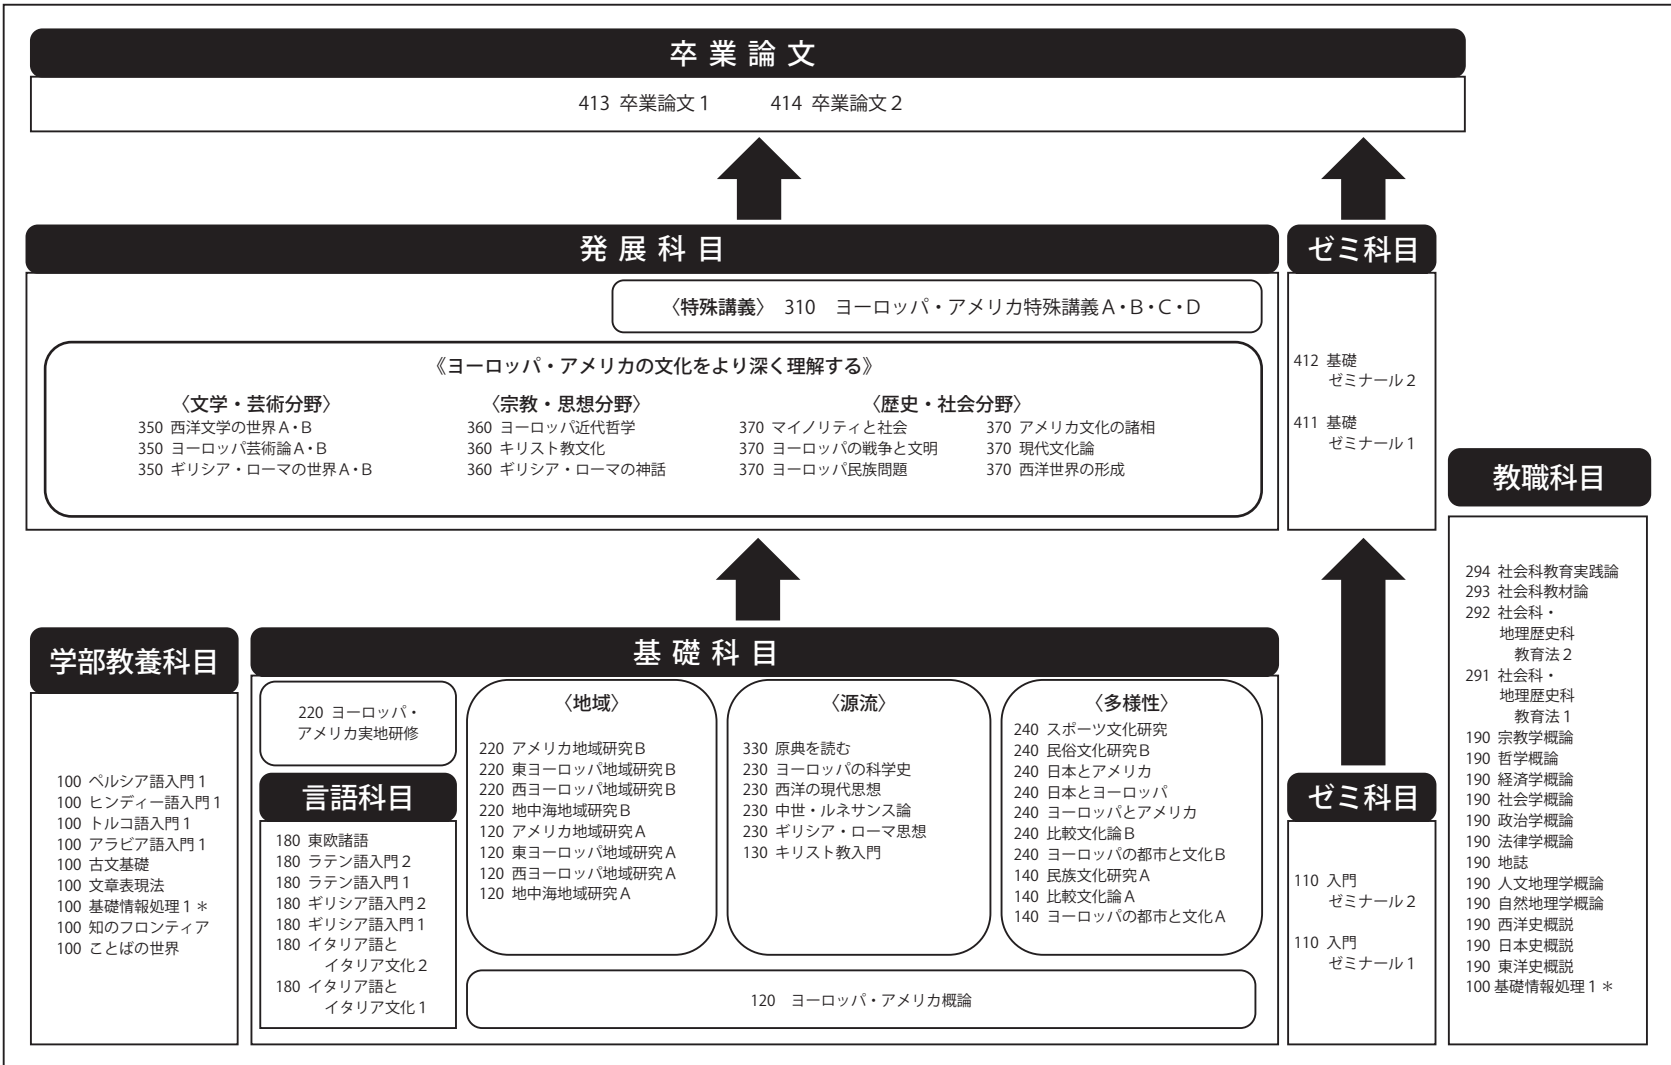 卒業論文
413 卒業論文1　414 卒業論文2
発展科目
〈特殊講義〉 310 ヨーロッパ・アメリカ特殊講義A・B・C・D
《ヨーロッパ・アメリカの文化をより深く理解する》
〈文学・芸術分野〉
350 西洋文学の世界A・B
350 ヨーロッパ芸術論A・B
350 ギリシア・ローマの世界A・B
〈宗教・思想分野〉
360 ヨーロッパ近代哲学
360 キリスト教文化
360 ギリシア・ローマの神話
〈歴史・社会分野〉
370 マイノリティと社会
370 ヨーロッパの戦争と文明
370 ヨーロッパ民族問題
370 アメリカ文化の諸相
370 現代文化論
370 西洋世界の形成
ゼミ科目
412 基礎
ゼミナール2
411 基礎
ゼミナール1
学部教養科目
100 ペルシア語入門1
100 ヒンディー語入門1
100 トルコ語入門1
100 アラビア語入門1
100 古文基礎
100 文章表現法
100 基礎情報処理1＊
100 知のフロンティア
100 ことばの世界
基礎科目
220 ヨーロッパ・
アメリカ実地研修
言語科目
180 東欧諸語
180 ラテン語入門2
180 ラテン語入門1
180 ギリシア語入門2
180 ギリシア語入門1
180 イタリア語と
イタリア文化2
180 イタリア語と
イタリア文化1
〈地域〉
220 アメリカ地域研究B
220 東ヨーロッパ地域研究B
220 西ヨーロッパ地域研究B
220 地中海地域研究B
120 アメリカ地域研究A
120 東ヨーロッパ地域研究A
120 西ヨーロッパ地域研究A
120 地中海地域研究A
〈源流〉
330 原典を読む
230 ヨーロッパの科学史
230 西洋の現代思想
230 中世・ルネサンス論
230 ギリシア・ローマ思想
130 キリスト教入門
〈多様性〉
240 スポーツ文化研究
240 民俗文化研究B
240 日本とアメリカ
240 日本とヨーロッパ
240 ヨーロッパとアメリカ
240 比較文化論B
240 ヨーロッパの都市と文化B
140 民族文化研究A
140 比較文化論A
140 ヨーロッパの都市と文化A
120 ヨーロッパ・アメリカ概論
ゼミ科目
110 入門
ゼミナール2
110 入門
ゼミナール1
教職科目
294 社会科教育実践論
293 社会科教材論
292 社会科・
地理歴史科
教育法2
291 社会科・
地理歴史科
教育法1
190 宗教学概論
190 哲学概論
190 経済学概論
190 社会学概論
190 政治学概論
190 法律学概論
190 地誌
190 人文地理学概論
190 自然地理学概論
190 西洋史概説
190 日本史概説
190 東洋史概説
100 基礎情報処理1＊